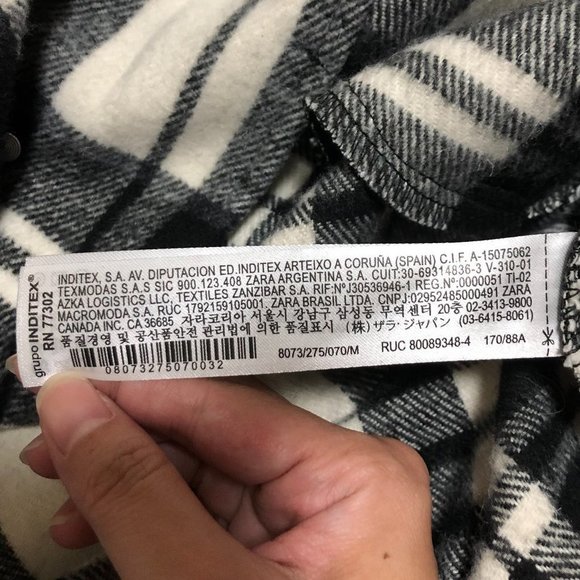 grupo INDITEX®
RN 77302
INDITEX, S.A. AV. DIPUTACION ED.INDITEX ARTEIXO A CORUÑA (SPAIN) C.I.F. A-15075062
TEXMODAS S.A.S SIC 900.123.408 ZARA ARGENTINA S.A. CUIT:30-69314836-3 V-310-01
AZKA LOGISTICS LLC, TEXTILES ZANZIBAR S.A. RIF:NºJ30536946-1 REG.Nº:0000051 TI-02
MACROMODA S.A. RÚC 1792159105001. ZARA BRASIL LTDA. CNPJ:02952485000491 ZARA
CANADA INC. CA 36685 자라코리아 서울시, 강남구 삼성동 무역센터 20층 02-3413-9800
품질경영 및 공산품안전 관리법에 의한 품질표시 (株) ザラ・ジャパン (03-6415-8061)
8073/275/070/M RUC 80089348-4 170/88A
08073275070032